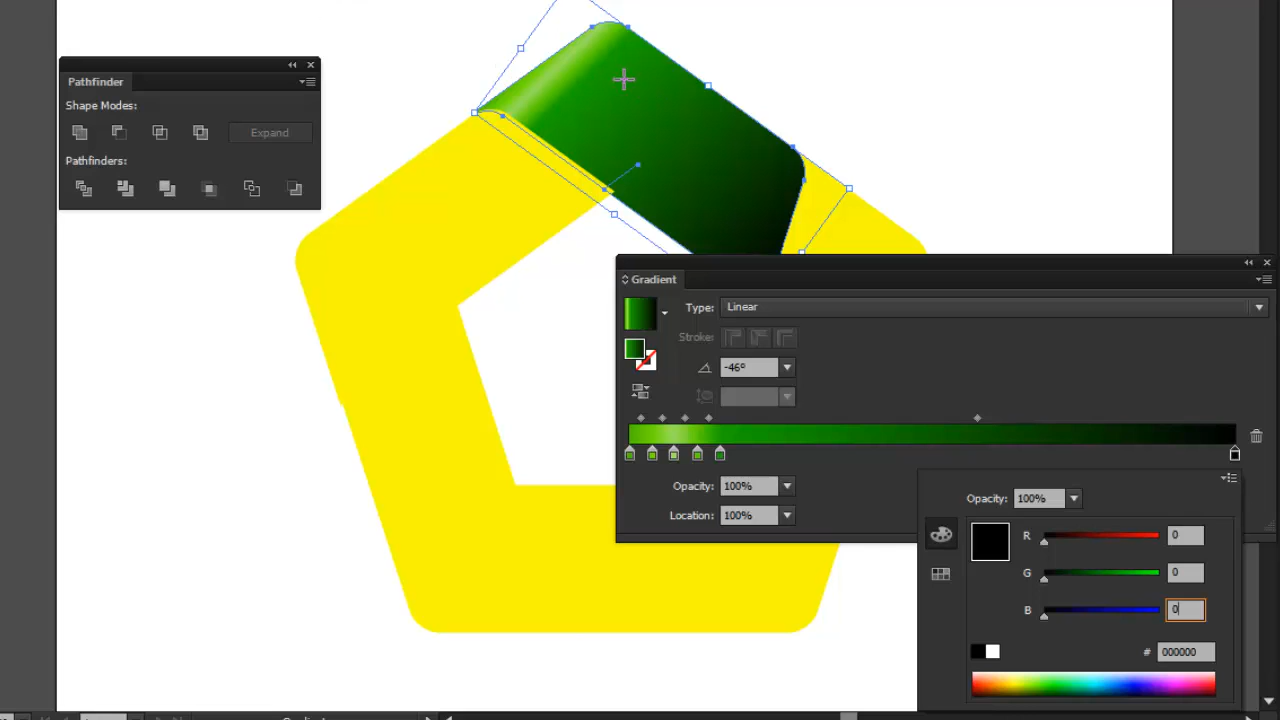 Pathfinder
Shape Modes:
Expand
Pathfinders:
Gradient
Type: Linear
Stroke:
-46°
Opacity: 100%
Location: 100%
Opacity: 100%
R 0
G 0
B 0
# 000000